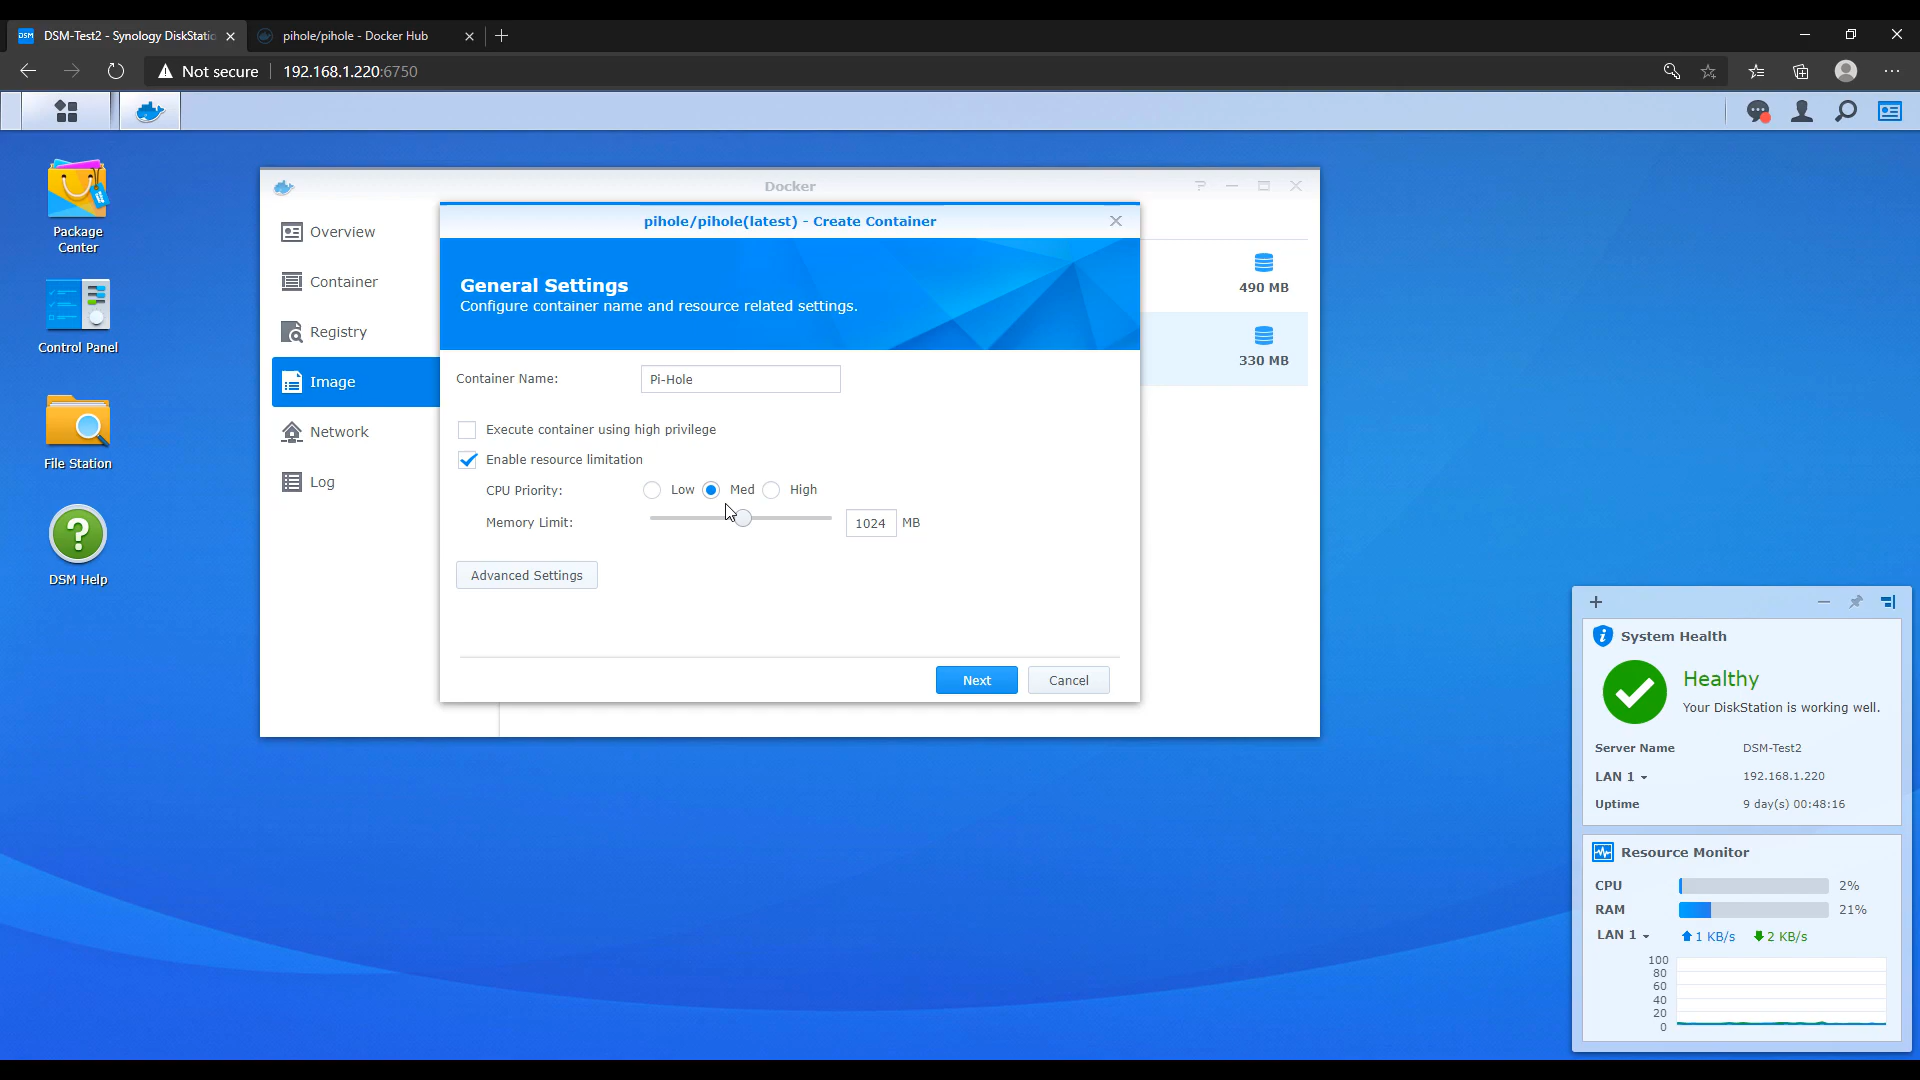 DSM-Test2 - Synology DiskStatio
pihole/pihole - Docker Hub
Not secure
192.168.1.220:6750
Package
Center
Control Panel
File Station
DSM Help
Docker
Overview
Container
Registry
Image
Network
Log
490 MB
330 MB
pihole/pihole(latest) - Create Container
General Settings
Configure container name and resource related settings.
Container Name:
Pi-Hole
Execute container using high privilege
Enable resource limitation
CPU Priority:
Low
Med
High
Memory Limit:
1024
MB
Advanced Settings
Next
Cancel
System Health
Healthy
Your DiskStation is working well.
Server Name
DSM-Test2
LAN 1
192.168.1.220
Uptime
9 day(s) 00:48:16
Resource Monitor
CPU
2%
RAM
21%
LAN 1
1 KB/s
2 KB/s
100
80
60
40
20
0